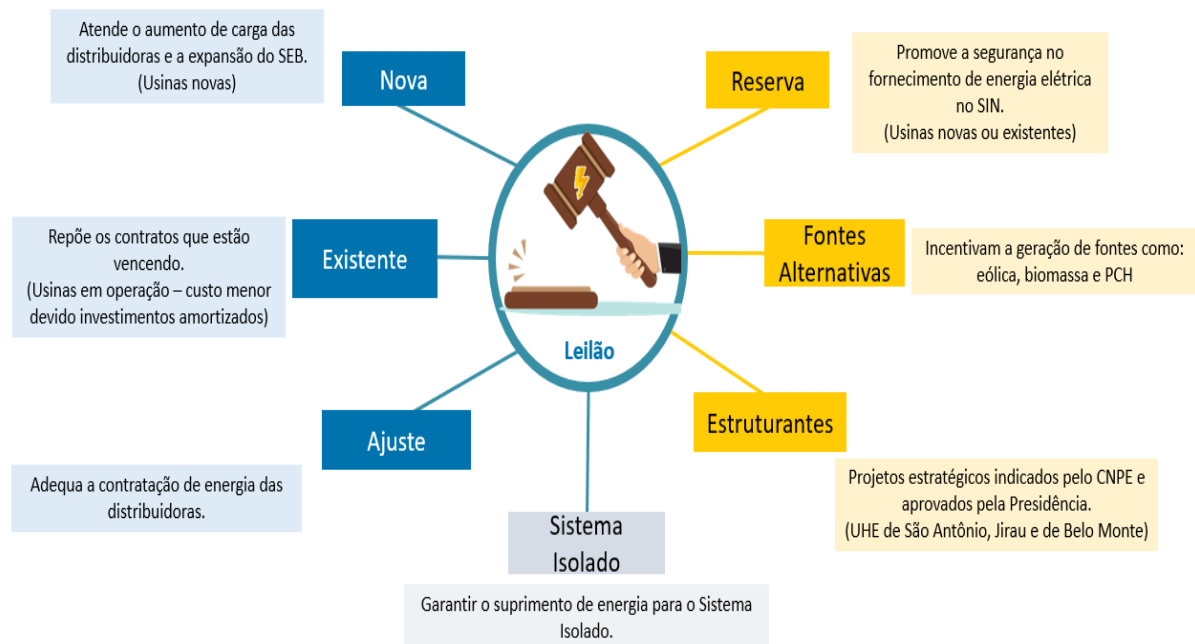 Atende o aumento de carga das
distribuidoras e a expansão do SEB.
(Usinas novas)
Nova
Reserva
Promove a segurança no
fornecimento de energia elétrica
no SIN.
(Usinas novas ou existentes)
Repõe os contratos que estão
vencendo.
(Usinas em operação – custo menor
devido investimentos amortizados)
Existente
Fontes
Alternativas
Incentivam a geração de fontes como:
eólica, biomassa e PCH
Leilão
Ajuste
Adequa a contratação de energia das
distribuidoras.
Estruturantes
Projetos estratégicos indicados pelo CNPE e
aprovados pela Presidência.
(UHE de São Antônio, Jirau e de Belo Monte)
Sistema
Isolado
Garantir o suprimento de energia para o Sistema
Isolado.